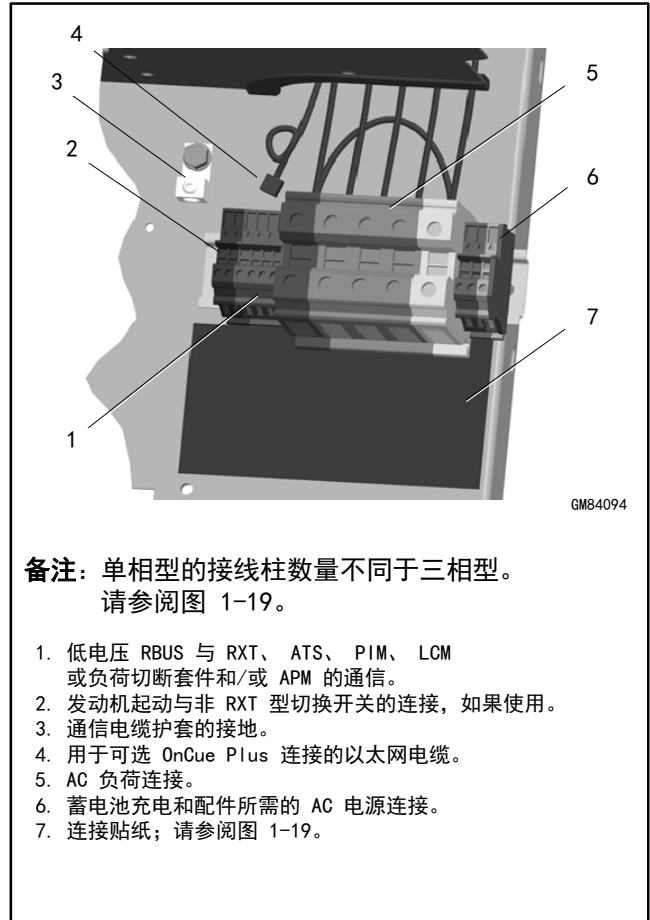 4
5
3
2
6
7
1
GM84094
备注: 单相型的接线柱数量不同于三相型。
请参阅图 1-19。
1. 低电压 RBUS 与 RXT、 ATS、 PIM、 LCM
或负荷切断套件和/或 APM 的通信。
2. 发动机起动与非 RXT 型切换开关的连接, 如果使用。
3. 通信电缆护套的接地。
4. 用于可选 OnCue Plus 连接的以太网电缆。
5. AC 负荷连接。
6. 蓄电池充电和配件所需的 AC 电源连接。
7. 连接贴纸; 请参阅图 1-19。